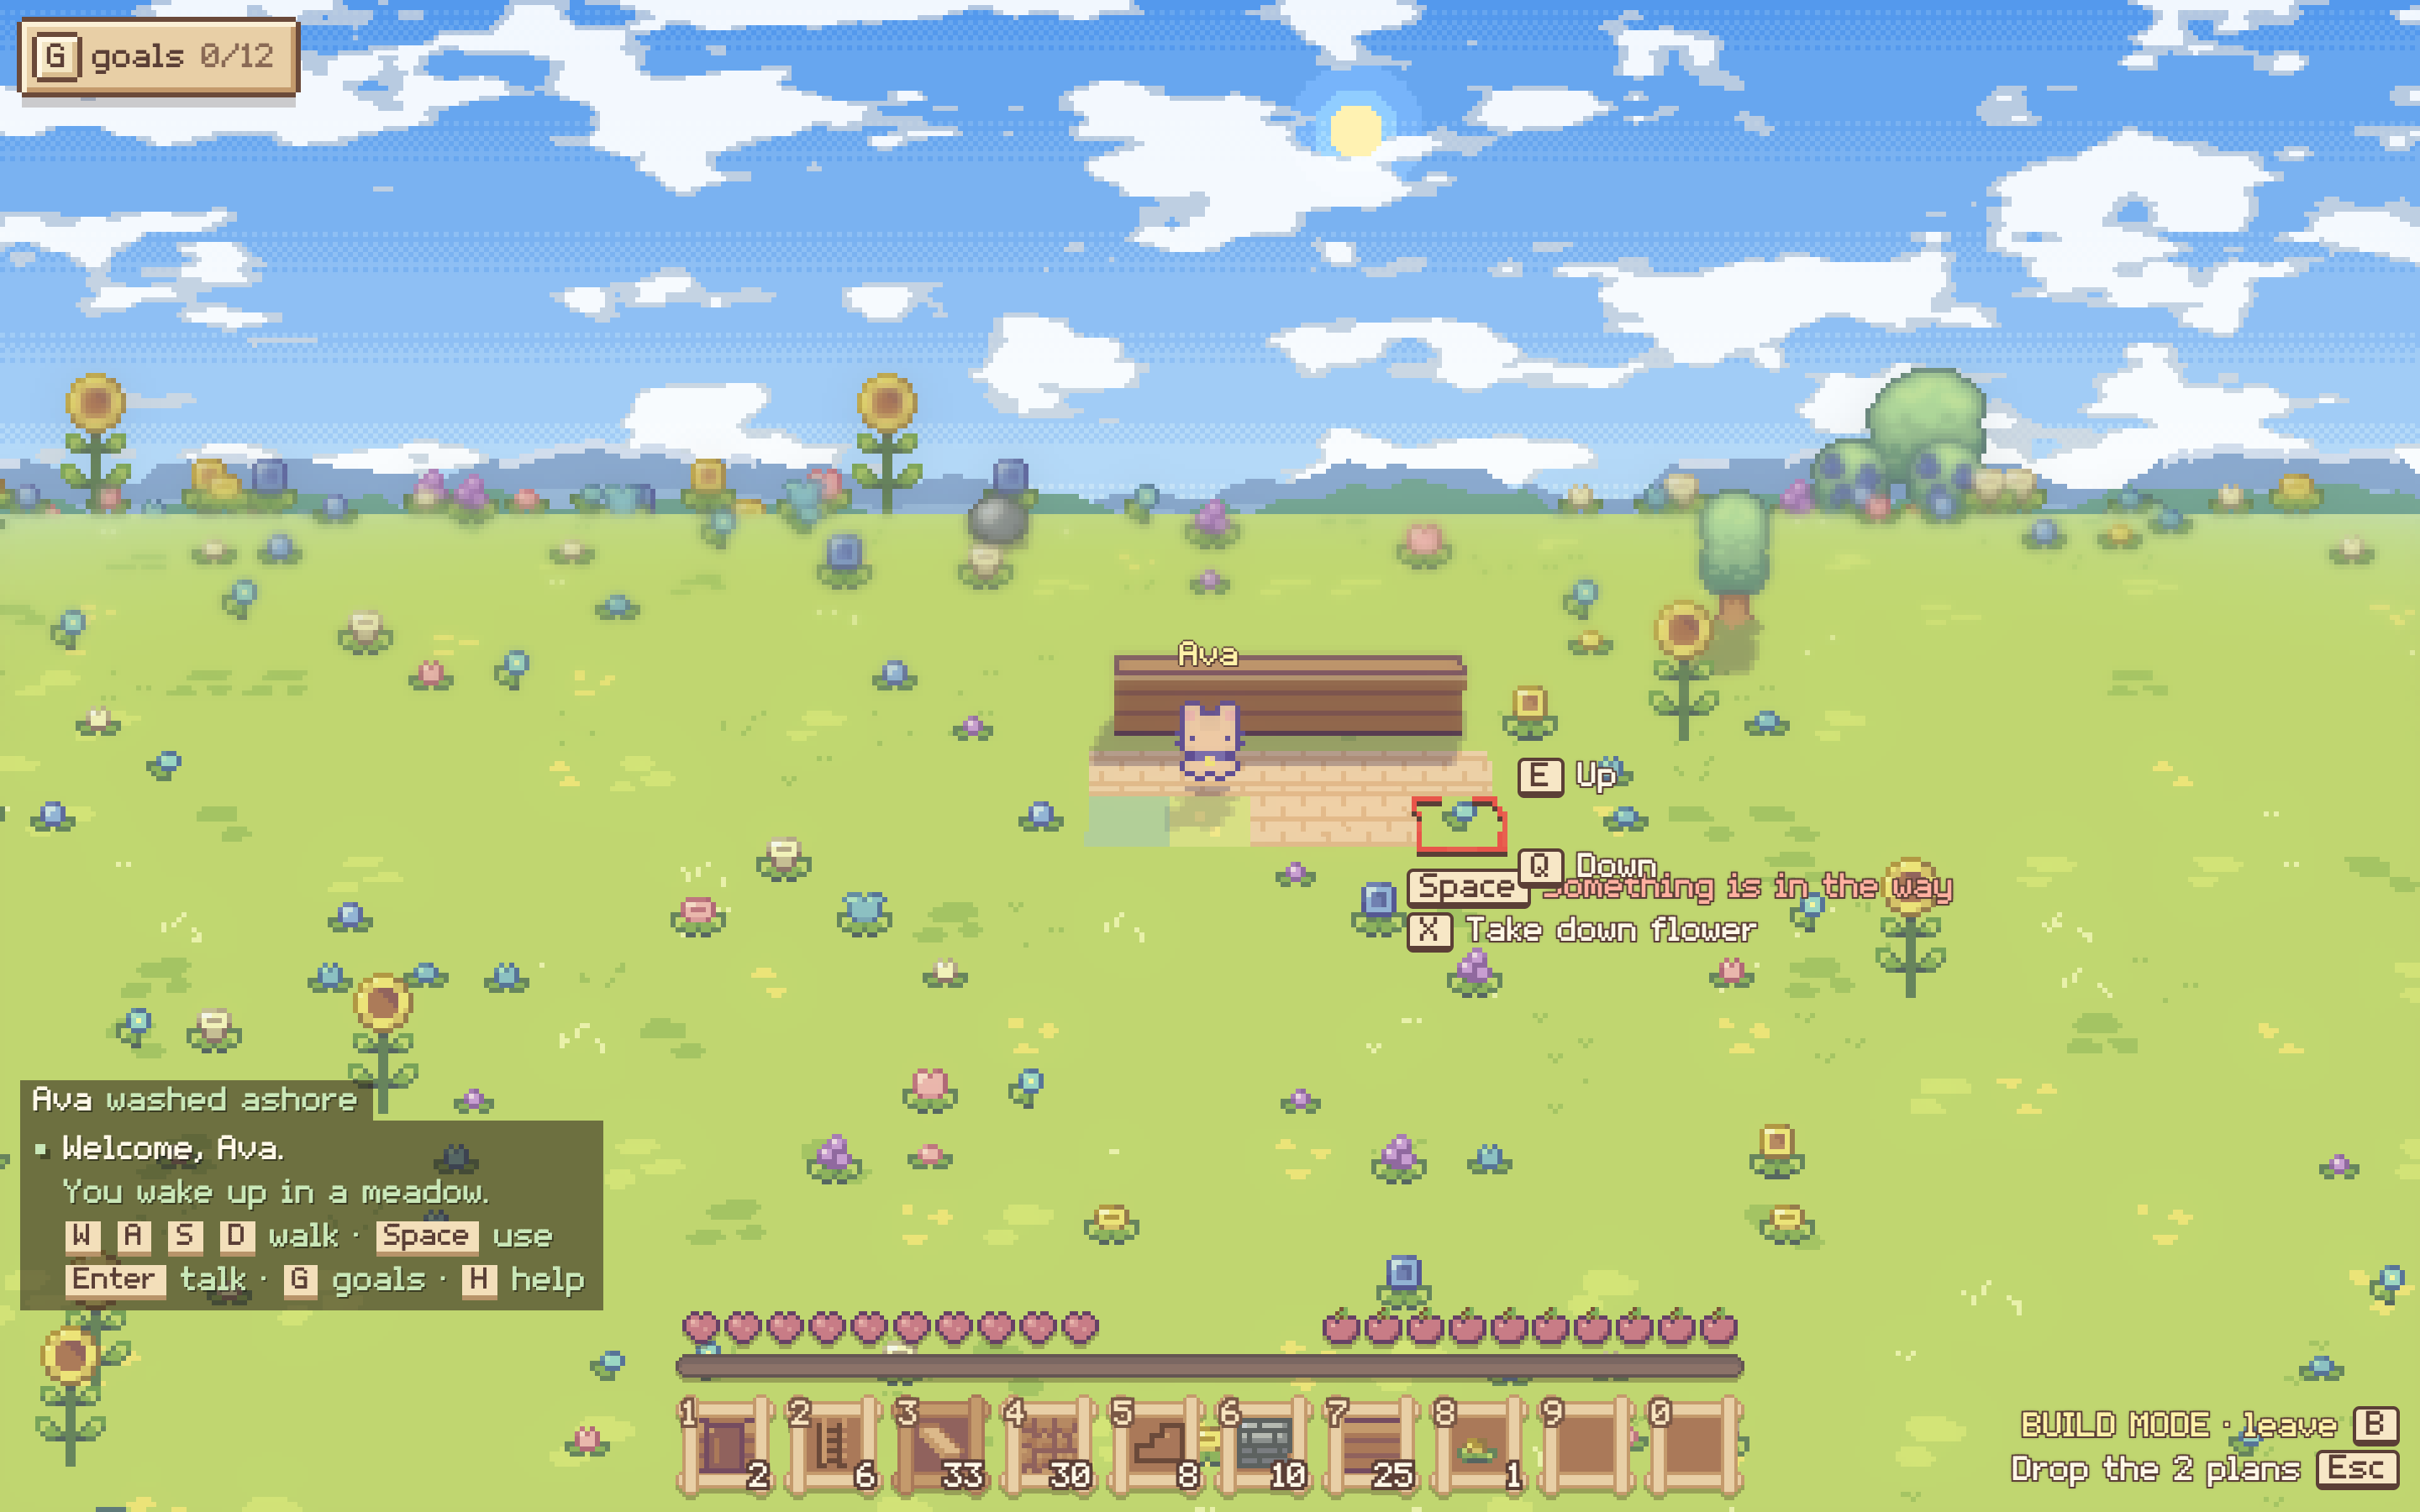 G goals 0/12
Ava
E Up
Q Down
Space Something is in the way
X Take down flower
Ava washed ashore
Welcome, Ava.
You wake up in a meadow.
W A S D walk · Space use
Enter talk · G goals · H help
1 2 3 4 5 6 7 8 9 0
2 6 33 30 8 10 25 1
BUILD MODE · leave B
Drop the 2 plans Esc